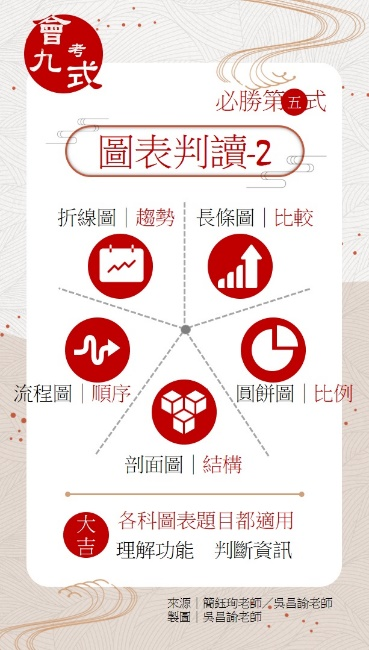 會考
九式
必勝第五式
圖表判讀-2
折線圖｜趨勢 長條圖｜比較
流程圖｜順序 圓餅圖｜比例
剖面圖｜結構
大吉
各科圖表題目都適用
理解功能 判斷資訊
來源｜簡鈺珣老師／吳昌諭老師
製圖｜吳昌諭老師